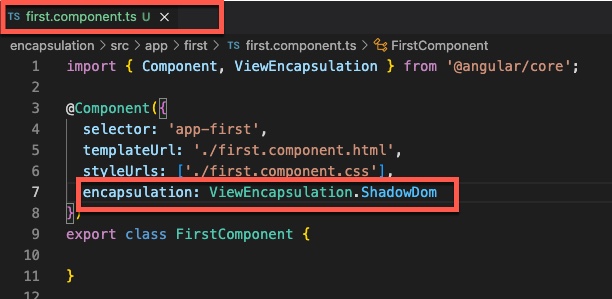 TS first.component.ts U ×
encapsulation > src > app > first > TS first.component.ts > FirstComponent
1 import { Component, ViewEncapsulation } from '@angular/core';
2
3 @Component({
4 selector: 'app-first',
5 templateUrl: './first.component.html',
6 styleUrls: ['./first.component.css'],
7 encapsulation: ViewEncapsulation.ShadowDom
8 })
9 export class FirstComponent {
10
11 }
12